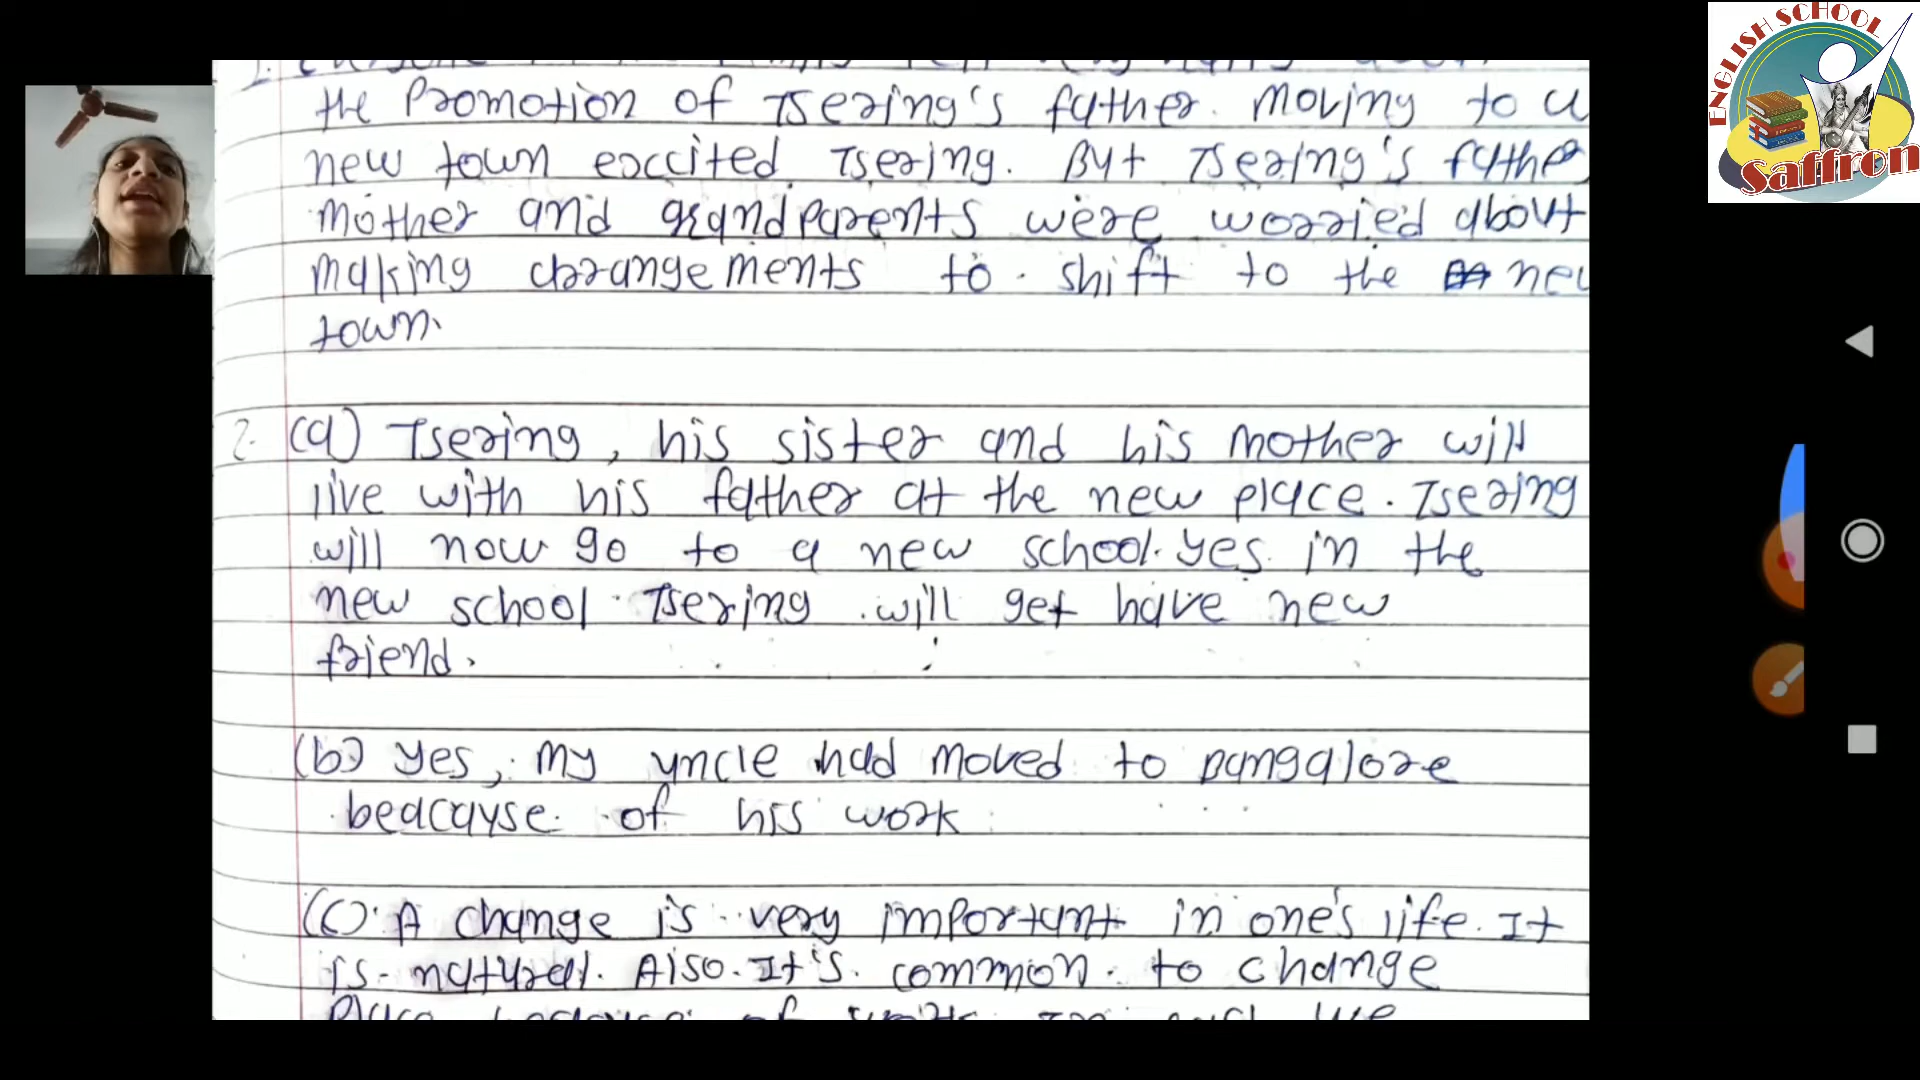 the Promotion of Tsering's father. Moving to a
new town exccited Tsering. But Tsering's father
mother and grandparents were worried about
making arrangements to shift to the new
town.
2. (a) Tsering, his sister and his mother will
live with his father at the new place. Tsering
will now go to a new school. yes in the
new school Tsering will get have new
friend.
(b) yes, my uncle had moved to Bangalore
beacause of his work
(c) A change is very important in one's life. It
is natural. Also It's common to change
ENGLISH SCHOOL
Saffron